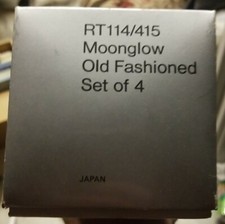 RT114/415
Moonglow
Old Fashioned
Set of 4
JAPAN